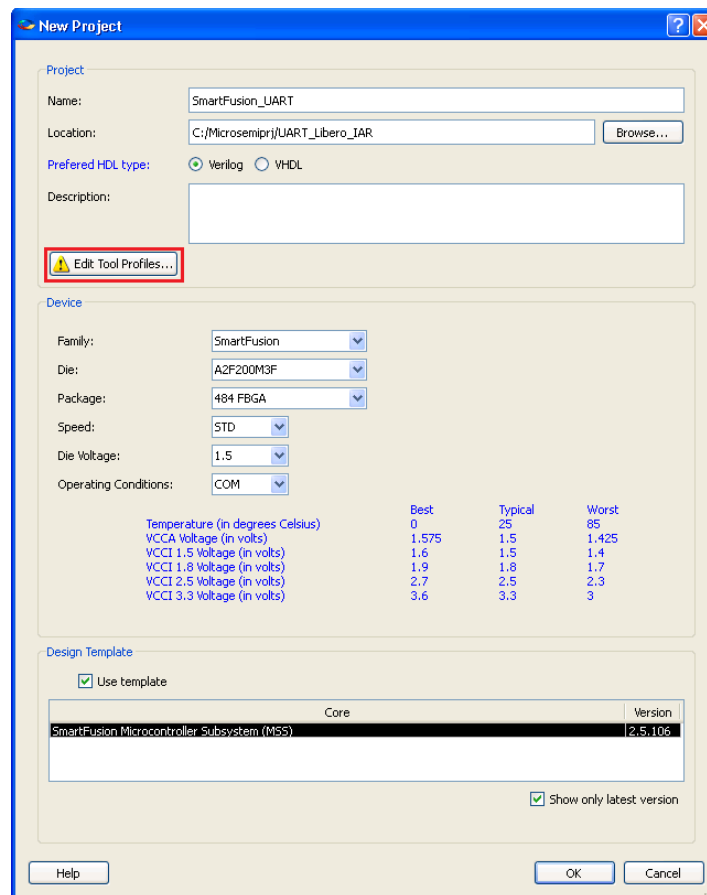 New Project
Project
Name: SmartFusion_UART
Location: C:/Microsemiprj/UART_Libero_IAR Browse...
Prefered HDL type: Verilog VHDL
Description:
Edit Tool Profiles...
Device
Family: SmartFusion
Die: A2F200M3F
Package: 484 FBGA
Speed: STD
Die Voltage: 1.5
Operating Conditions: COM
Best Typical Worst
Temperature (in degrees Celsius) 0 25 85
VCCA Voltage (in volts) 1.575 1.5 1.425
VCCI 1.5 Voltage (in volts) 1.6 1.5 1.4
VCCI 1.8 Voltage (in volts) 1.9 1.8 1.7
VCCI 2.5 Voltage (in volts) 2.7 2.5 2.3
VCCI 3.3 Voltage (in volts) 3.6 3.3 3
Design Template
Use template
Core Version
SmartFusion Microcontroller Subsystem (MSS) 2.5.106
Show only latest version
Help OK Cancel